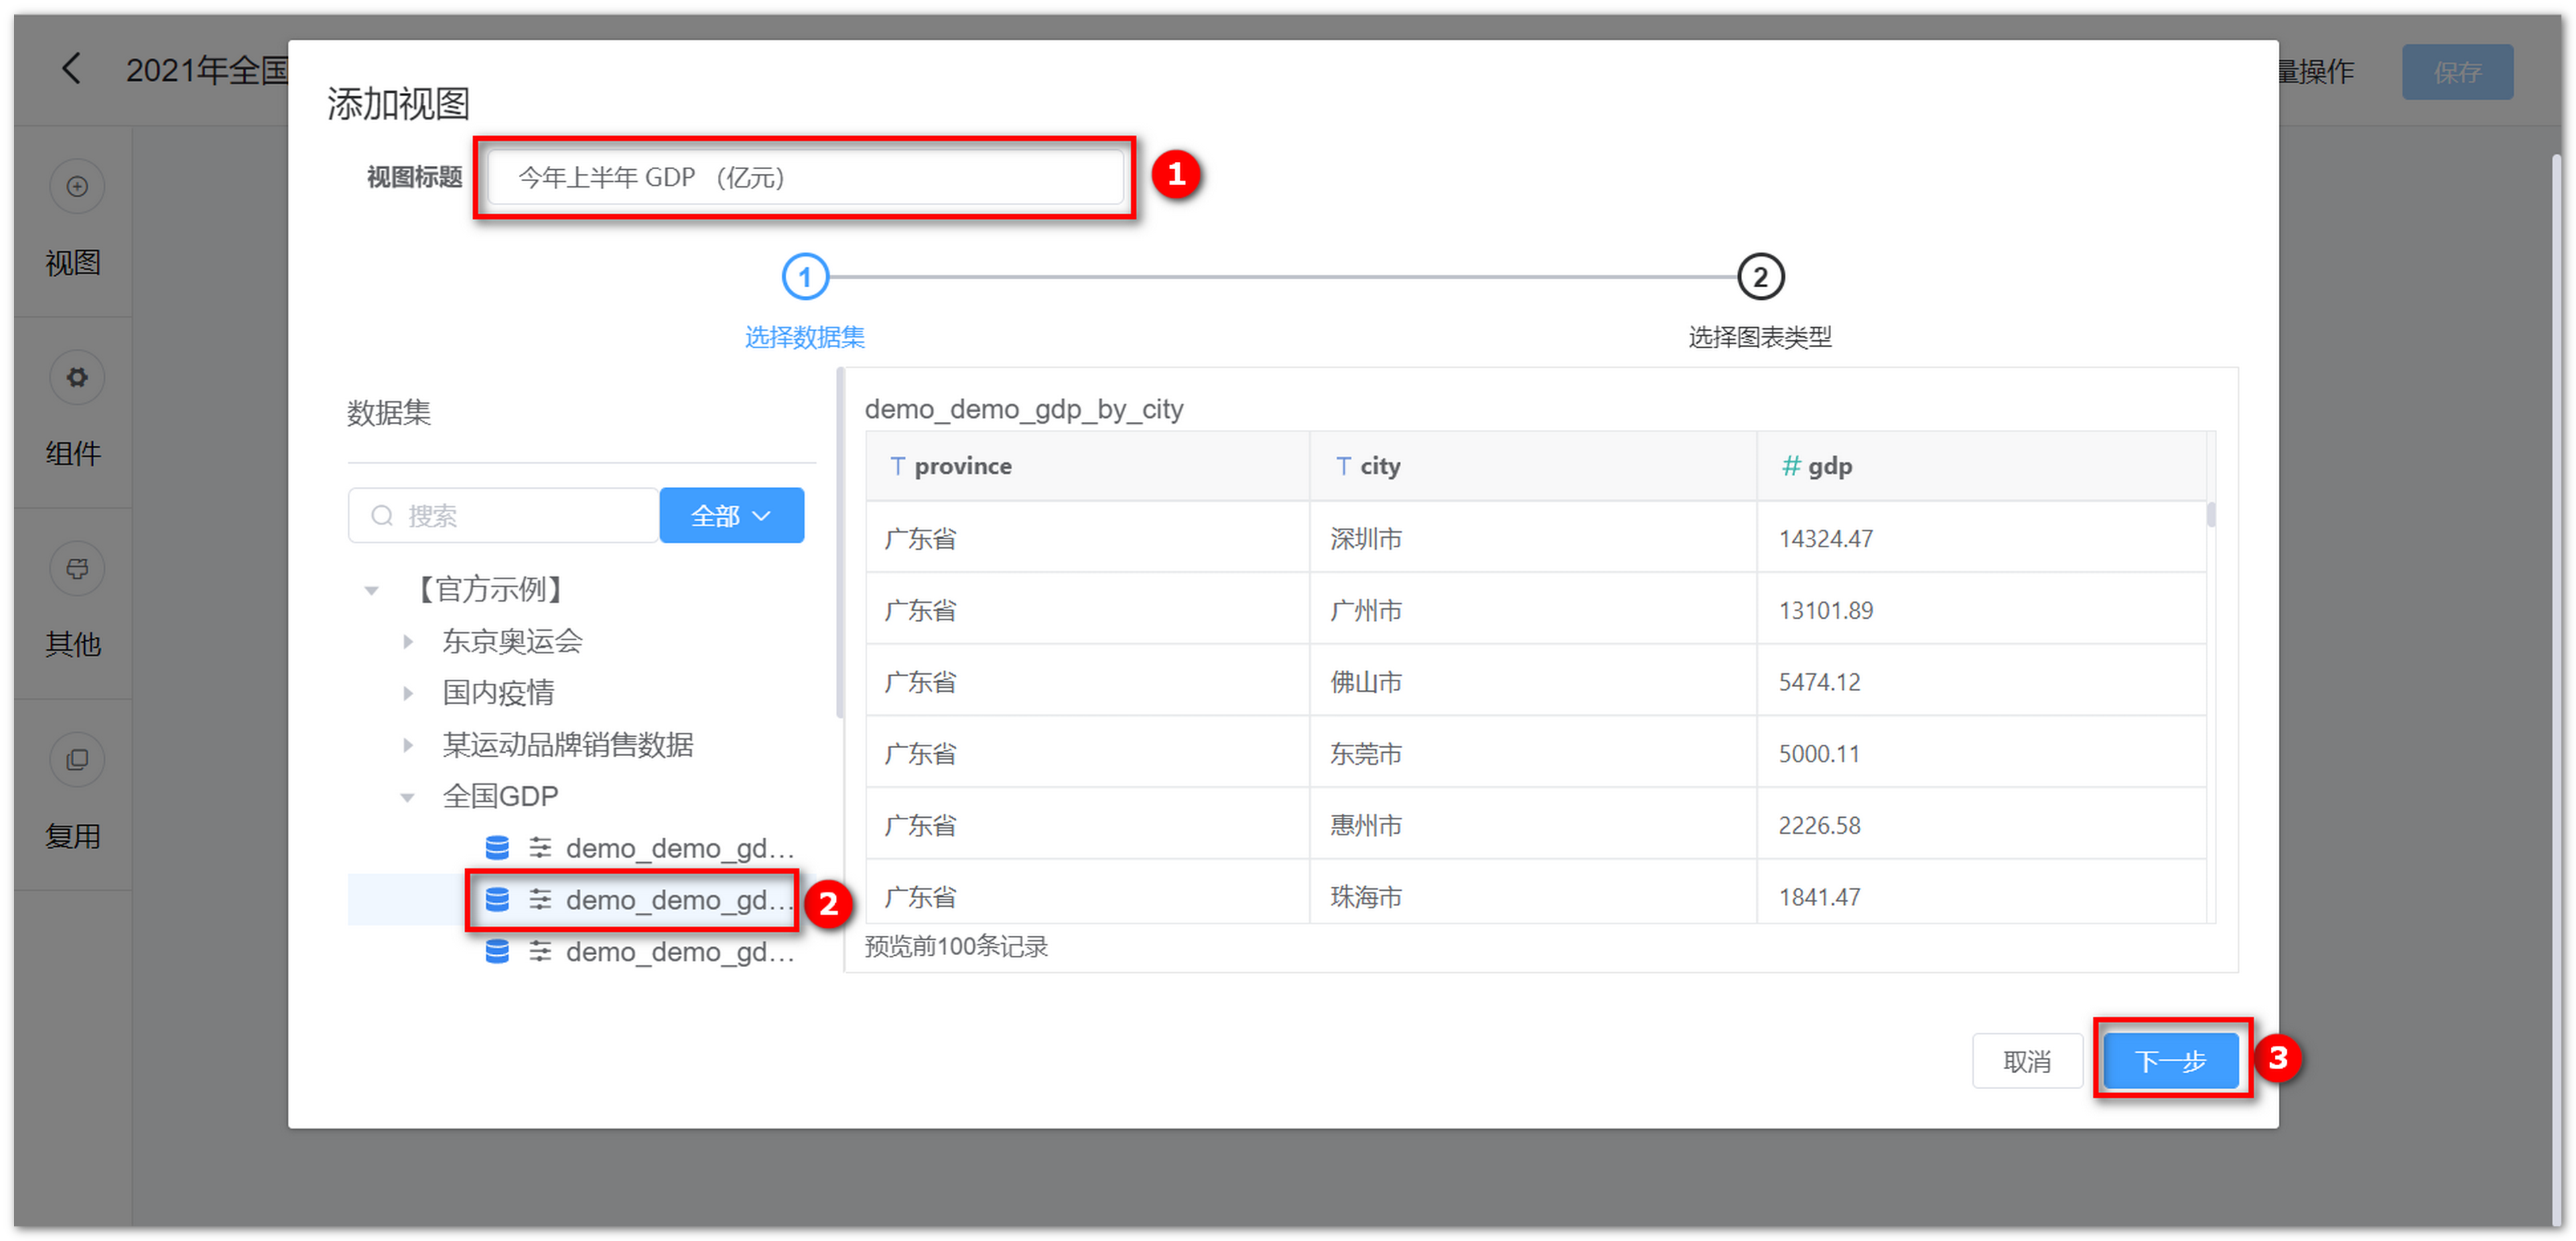 2021年全国
量操作
保存
添加视图
视图标题
今年上半年 GDP （亿元）
1
1
2
选择数据集
选择图表类型
视图
组件
其他
复用
数据集
搜索
全部
【官方示例】
东京奥运会
国内疫情
某运动品牌销售数据
全国GDP
demo_demo_gd...
demo_demo_gd...
2
demo_demo_gd...
demo_demo_gdp_by_city
T province T city # gdp
广东省 深圳市 14324.47
广东省 广州市 13101.89
广东省 佛山市 5474.12
广东省 东莞市 5000.11
广东省 惠州市 2226.58
广东省 珠海市 1841.47
预览前100条记录
取消
下一步
3